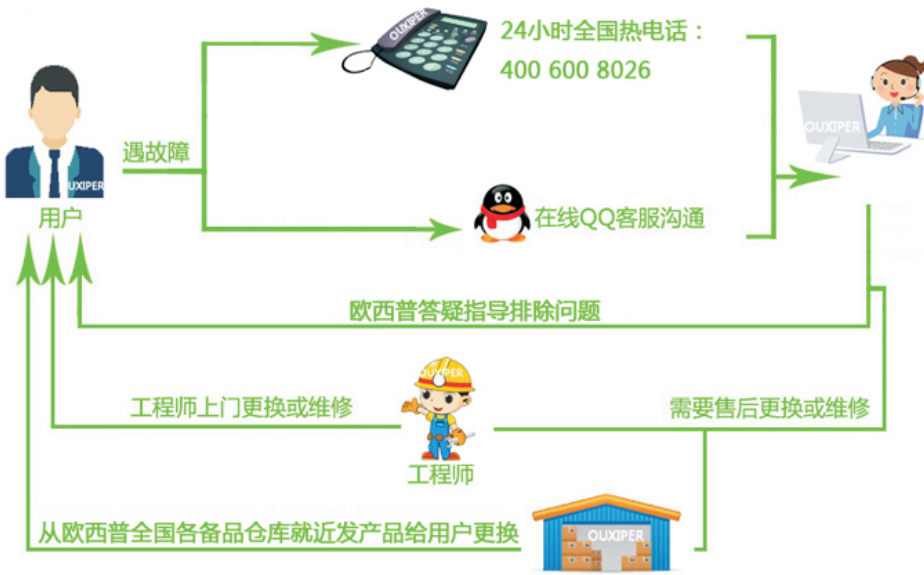 OUXIPER
24小时全国热电话：
400 600 8026
OUXIPER
遇故障
UXIPER
用户
在线QQ客服沟通
欧西普答疑指导排除问题
OUXIPER
工程师上门更换或维修
需要售后更换或维修
工程师
从欧西普全国各备品仓库就近发产品给用户更换
OUXIPER